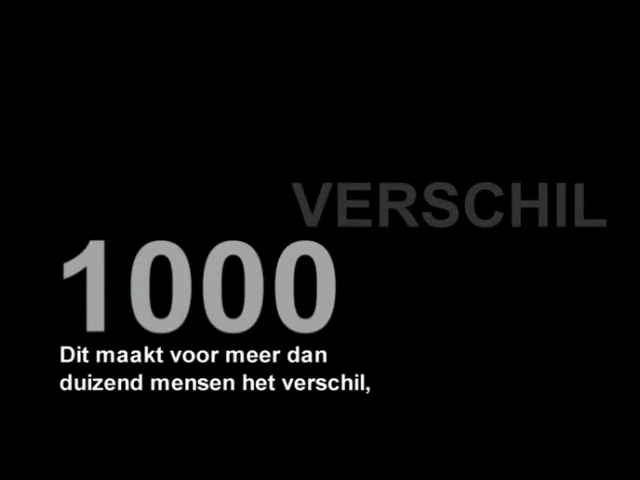 VERSCHIL
1000
Dit maakt voor meer dan
duizend mensen het verschil,